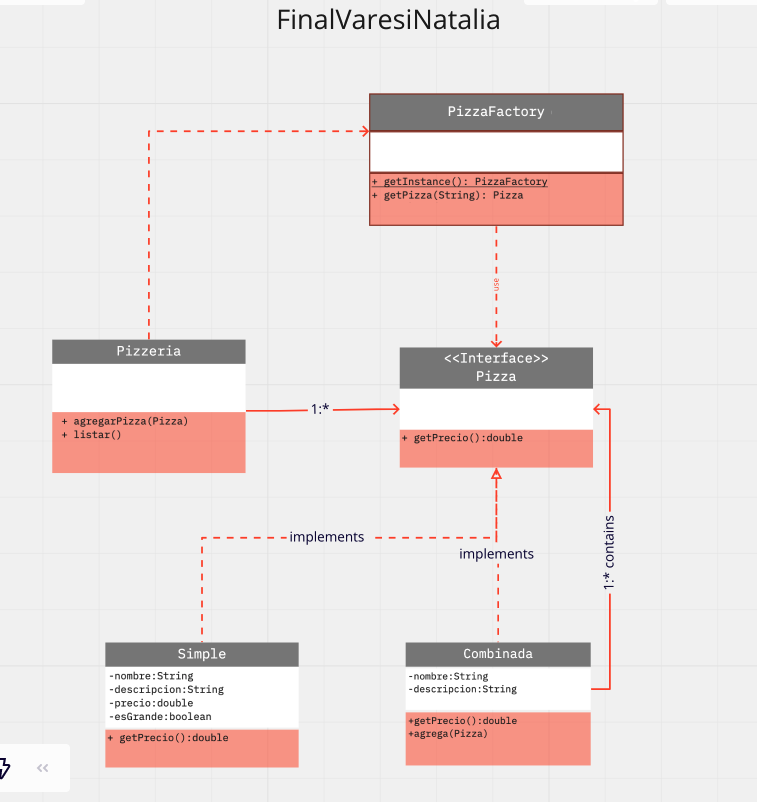 FinalVaresiNatalia
PizzaFactory
+ getInstance(): PizzaFactory
+ getPizza(String): Pizza
use
Pizzeria
+ agregarPizza(Pizza)
+ listar()
1:*
<<Interface>>
Pizza
+ getPrecio():double
implements
implements
1:* contains
Simple
-nombre:String
-descripcion:String
-precio:double
-esGrande:boolean
+ getPrecio():double
Combinada
-nombre:String
-descripcion:String
+getPrecio():double
+agrega(Pizza)